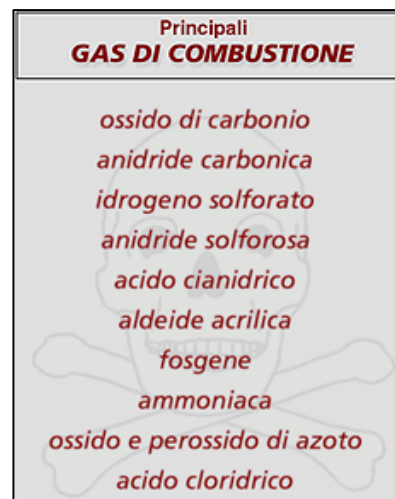 Principali
GAS DI COMBUSTIONE
ossido di carbonio
anidride carbonica
idrogeno solforato
anidride solforosa
acido cianidrico
aldeide acrilica
fosgene
ammoniaca
ossido e perossido di azoto
acido cloridrico